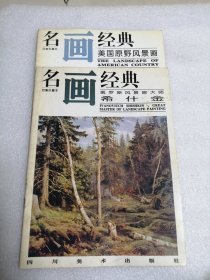 名画经典
美国原野风景画
THE LANDSCAPE OF
AMERICAN COUNTRY
名画经典
俄罗斯风景画大师
希什金
IVANOVICH SHISHKIN: GREAT
MASTER OF LANDSCAPE PAINTING
四川美术出版社